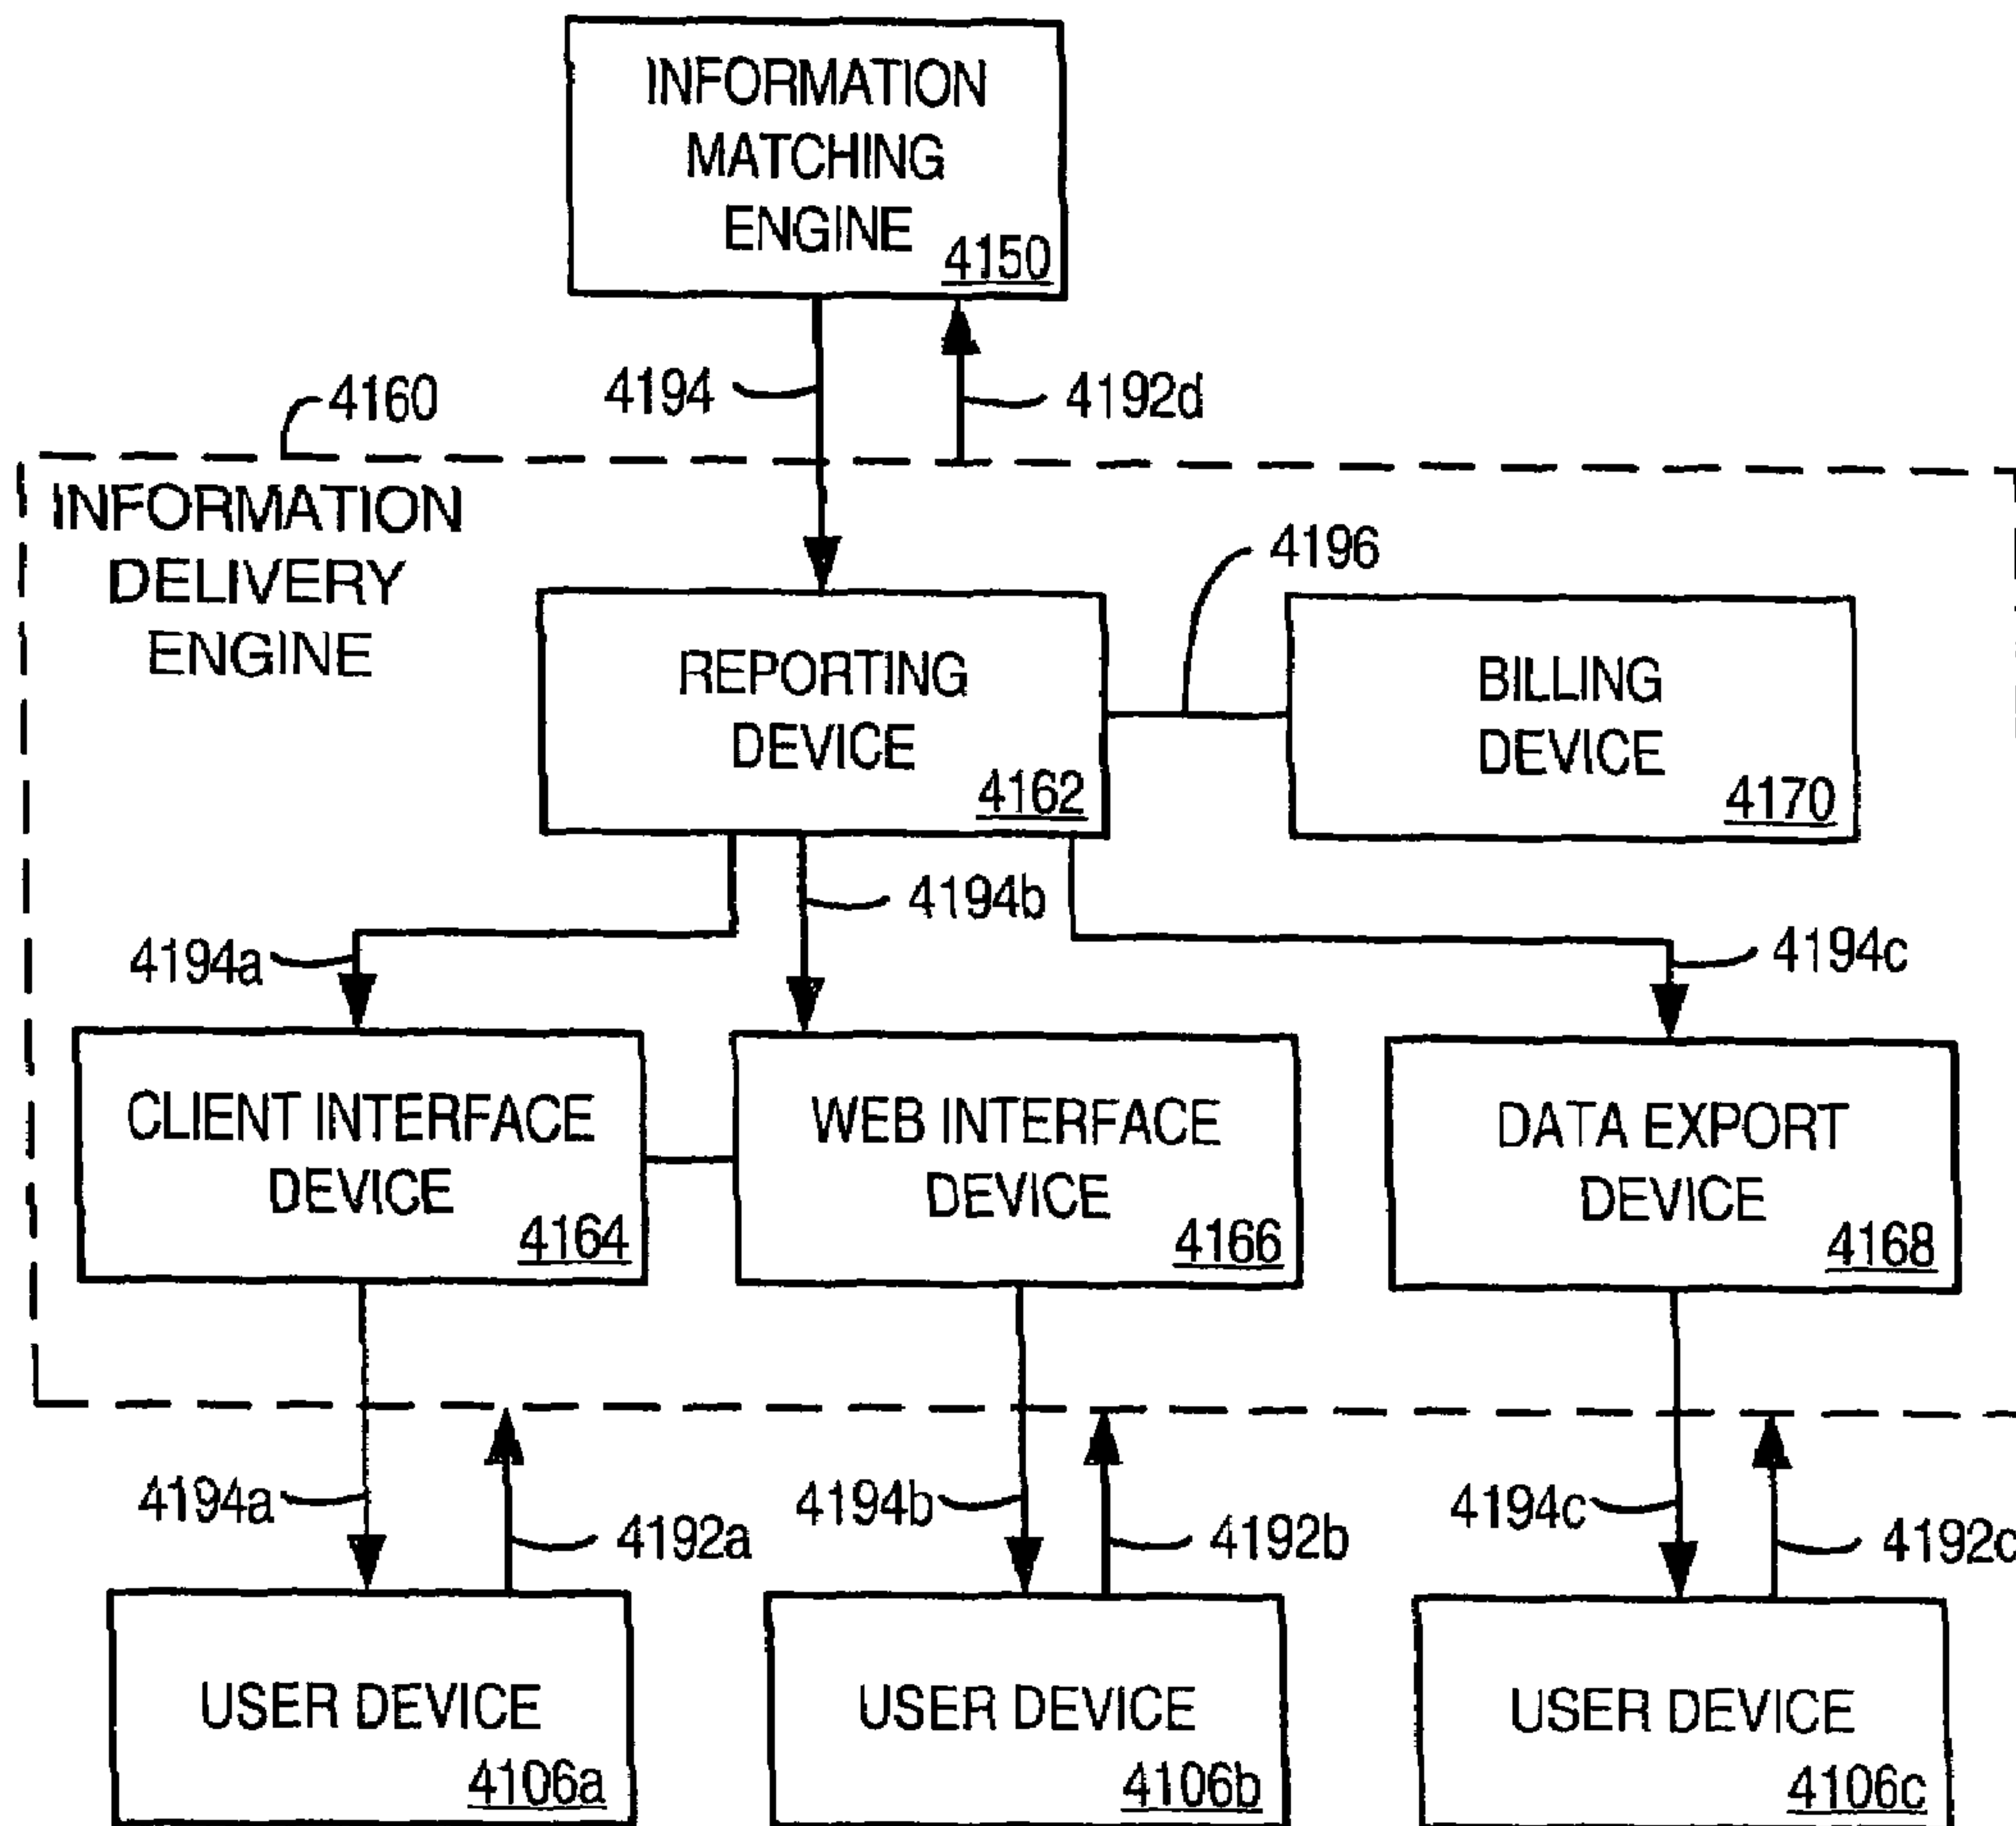 INFORMATION
MATCHING
ENGINE
4150
4160
4194
4192d
INFORMATION
DELIVERY
ENGINE
4196
REPORTING
DEVICE
4162
BILLING
DEVICE
4170
4194b
4194a
4194c
CLIENT INTERFACE
DEVICE
4164
WEB INTERFACE
DEVICE
4166
DATA EXPORT
DEVICE
4168
4194a
4192a
4194b
4192b
4194c
4192c
USER DEVICE
4106a
USER DEVICE
4106b
USER DEVICE
4106c